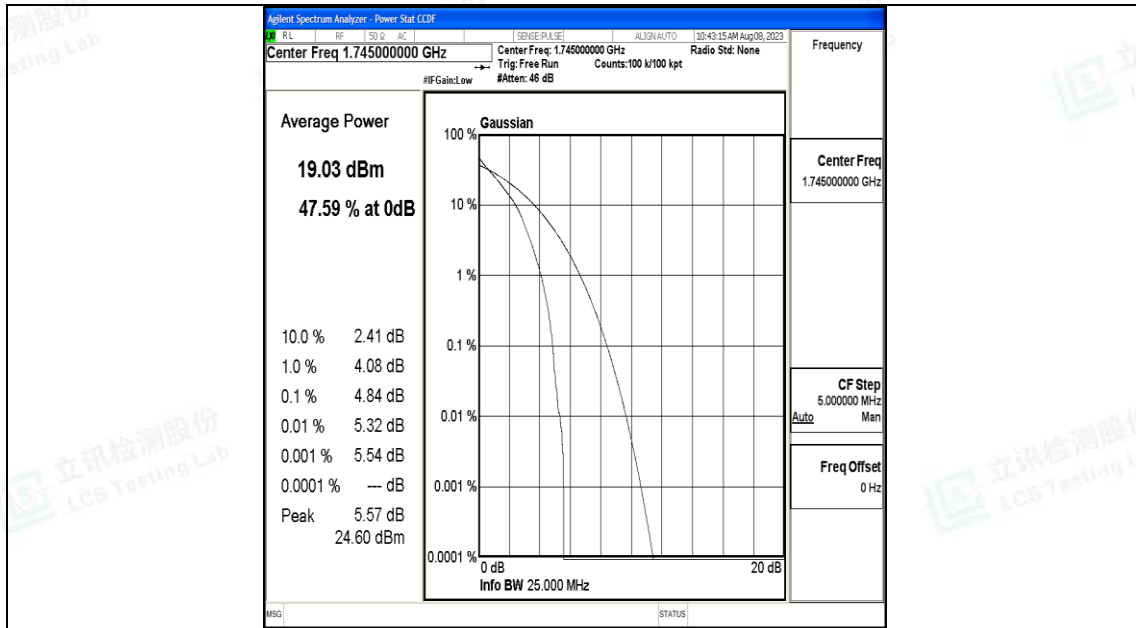 Agilent Spectrum Analyzer - Power Stat CCDF
RL RF 50 Ω AC SENSE:PULSE ALIGN AUTO 10:43:15 AM Aug 08, 2023
Center Freq 1.745000000 GHz
Center Freq: 1.745000000 GHz Radio Std: None
Trig: Free Run Counts:100 k/100 kpt
#IFGain:Low #Atten: 46 dB
Frequency
Average Power
19.03 dBm
47.59 % at 0dB
10.0 % 2.41 dB
1.0 % 4.08 dB
0.1 % 4.84 dB
0.01 % 5.32 dB
0.001 % 5.54 dB
0.0001 % --- dB
Peak 5.57 dB
24.60 dBm
Gaussian
100 %
10 %
1 %
0.1 %
0.01 %
0.001 %
0.0001 %
0 dB 20 dB
Info BW 25.000 MHz
Center Freq
1.745000000 GHz
CF Step
5.000000 MHz
Auto Man
Freq Offset
0 Hz
MSG STATUS
立讯检测股份
LCS Testing Lab
立讯检测股份